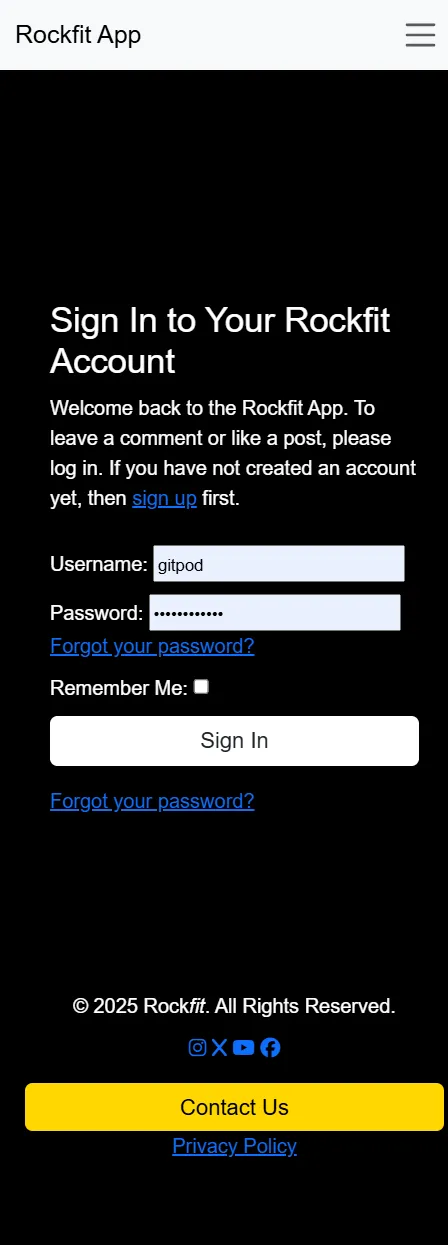 Rockfit App
Sign In to Your Rockfit
Account
Welcome back to the Rockfit App. To
leave a comment or like a post, please
log in. If you have not created an account
yet, then sign up first.
Username: gitpod
Password: ••••••••••••
Forgot your password?
Remember Me:
Sign In
Forgot your password?
© 2025 Rockfit. All Rights Reserved.
Contact Us
Privacy Policy